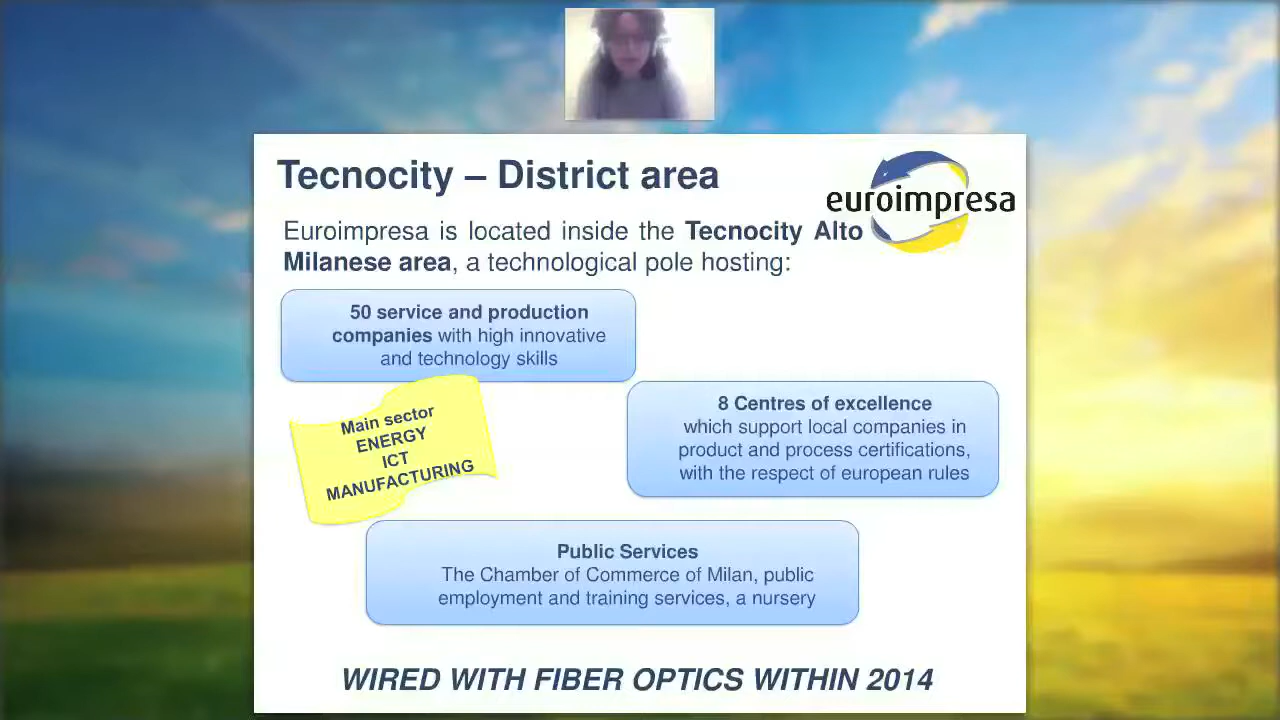 Tecnocity – District area
euroimpresa
Euroimpresa is located inside the Tecnocity Alto
Milanese area, a technological pole hosting:
50 service and production
companies with high innovative
and technology skills
Main sector
ENERGY
ICT
MANUFACTURING
8 Centres of excellence
which support local companies in
product and process certifications,
with the respect of european rules
Public Services
The Chamber of Commerce of Milan, public
employment and training services, a nursery
WIRED WITH FIBER OPTICS WITHIN 2014